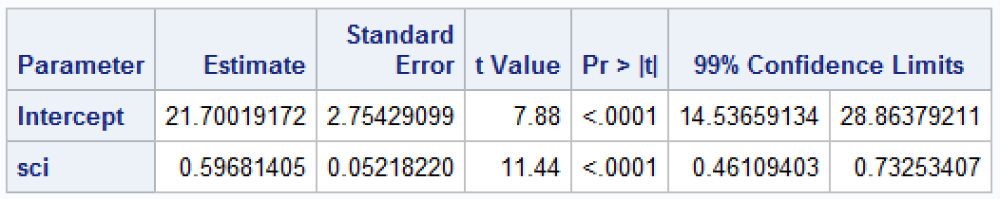 Parameter Estimate Standard Error t Value Pr > |t| 99% Confidence Limits
Intercept 21.70019172 2.75429099 7.88 <.0001 14.53659134 28.86379211
sci 0.59681405 0.05218220 11.44 <.0001 0.46109403 0.73253407